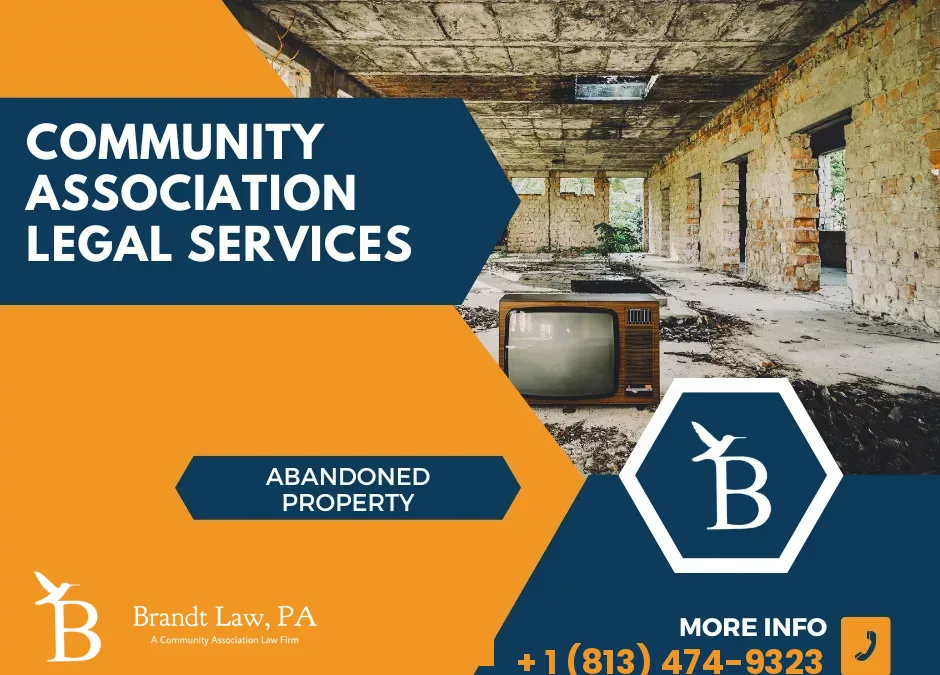 COMMUNITY
ASSOCIATION
LEGAL SERVICES
ABANDONED
PROPERTY
B
B
Brandt Law, PA
A Community Association Law Firm
MORE INFO
+ 1 (813) 474-9323